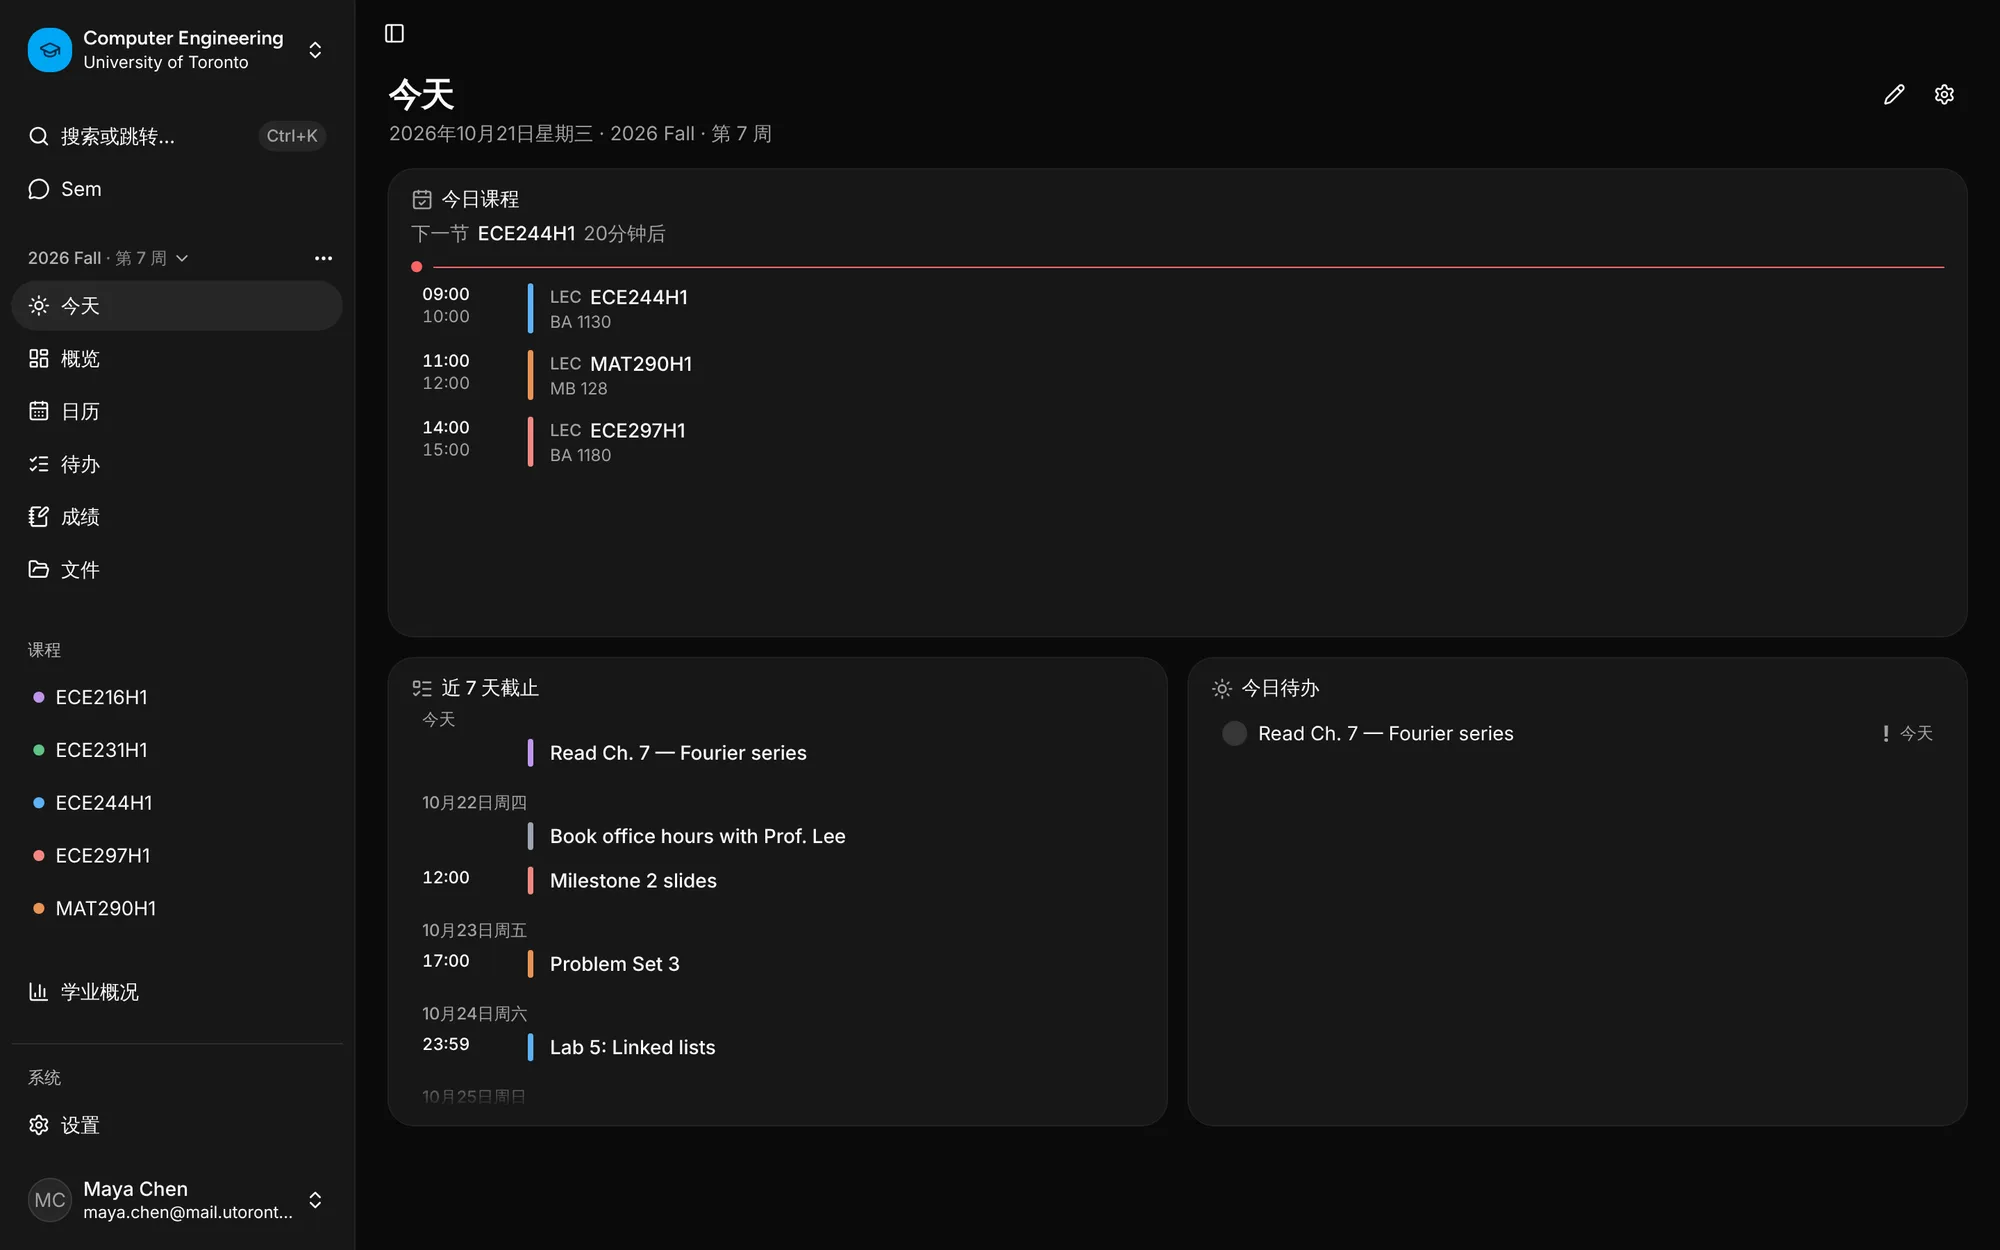 Computer Engineering
University of Toronto
搜索或跳转...
Ctrl+K
Sem
2026 Fall · 第 7 周
今天
概览
日历
待办
成绩
文件
课程
ECE216H1
ECE231H1
ECE244H1
ECE297H1
MAT290H1
学业概况
系统
设置
MC
Maya Chen
maya.chen@mail.utoront...
今天
2026年10月21日星期三 · 2026 Fall · 第 7 周
今日课程
下一节 ECE244H1 20分钟后
09:00 LEC ECE244H1
10:00 BA 1130
11:00 LEC MAT290H1
12:00 MB 128
14:00 LEC ECE297H1
15:00 BA 1180
近 7 天截止
今天
Read Ch. 7 — Fourier series
10月22日周四
Book office hours with Prof. Lee
12:00 Milestone 2 slides
10月23日周五
17:00 Problem Set 3
10月24日周六
23:59 Lab 5: Linked lists
10月25日周日
今日待办
Read Ch. 7 — Fourier series ! 今天